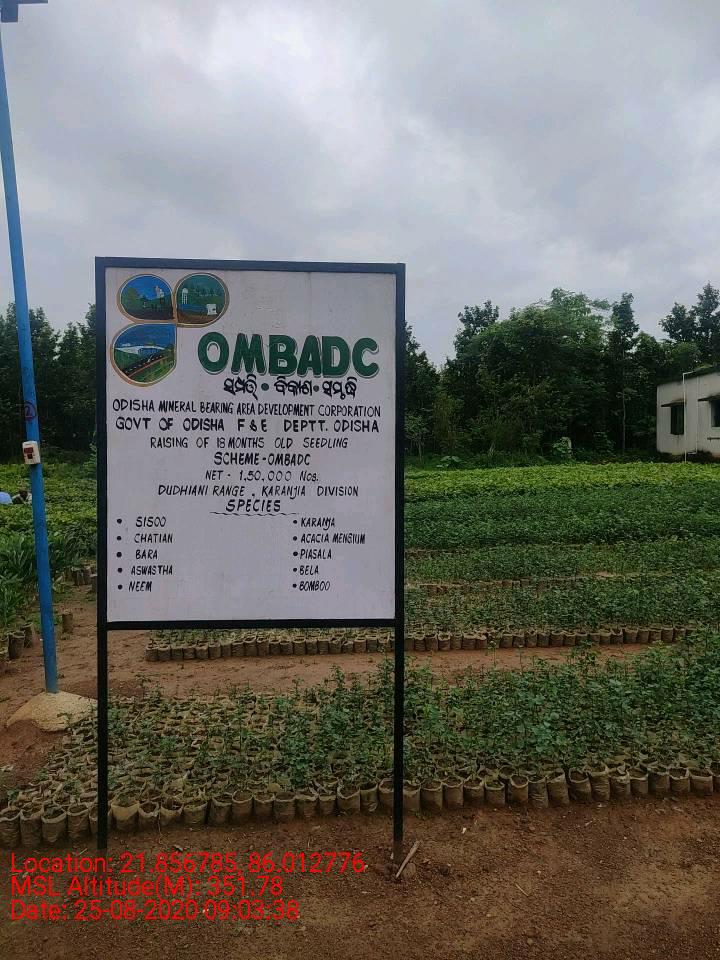 OMBADC
ସମ୍ପତ୍ତି • ବିକାଶ • ସମୃଦ୍ଧି
ODISHA MINERAL BEARING AREA DEVELOPMENT CORPORATION
GOVT OF ODISHA F & E DEPTT. ODISHA
RAISING OF 18 MONTHS OLD SEEDLING
SCHEME-OMBADC
NET - 1,50,000 Nos.
DUDHIANI RANGE, KARANJIA DIVISION
SPECIES
• SISOO
• CHATIAN
• BARA
• ASWASTHA
• NEEM
• KARANJA
• ACACIA MENSIUM
• PIASALA
• BELA
• BOMBOO
Location: 21.856785, 86.012776
MSL Altitude(M): 351.78
Date: 25-08-2020 09:03:38